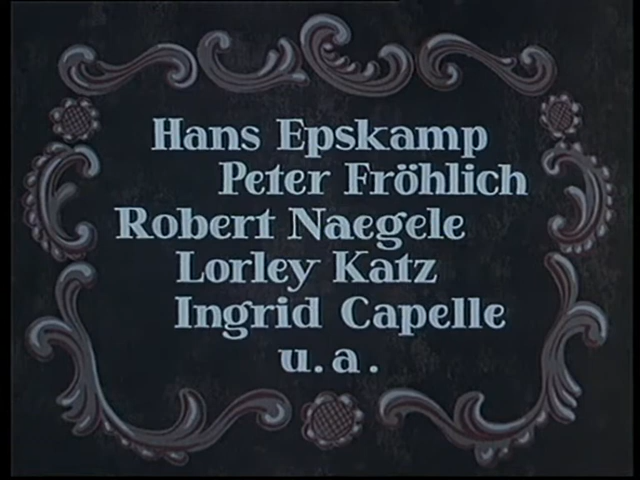 Hans Epskamp
Peter Fröhlich
Robert Naegele
Lorley Katz
Ingrid Capelle
u. a.